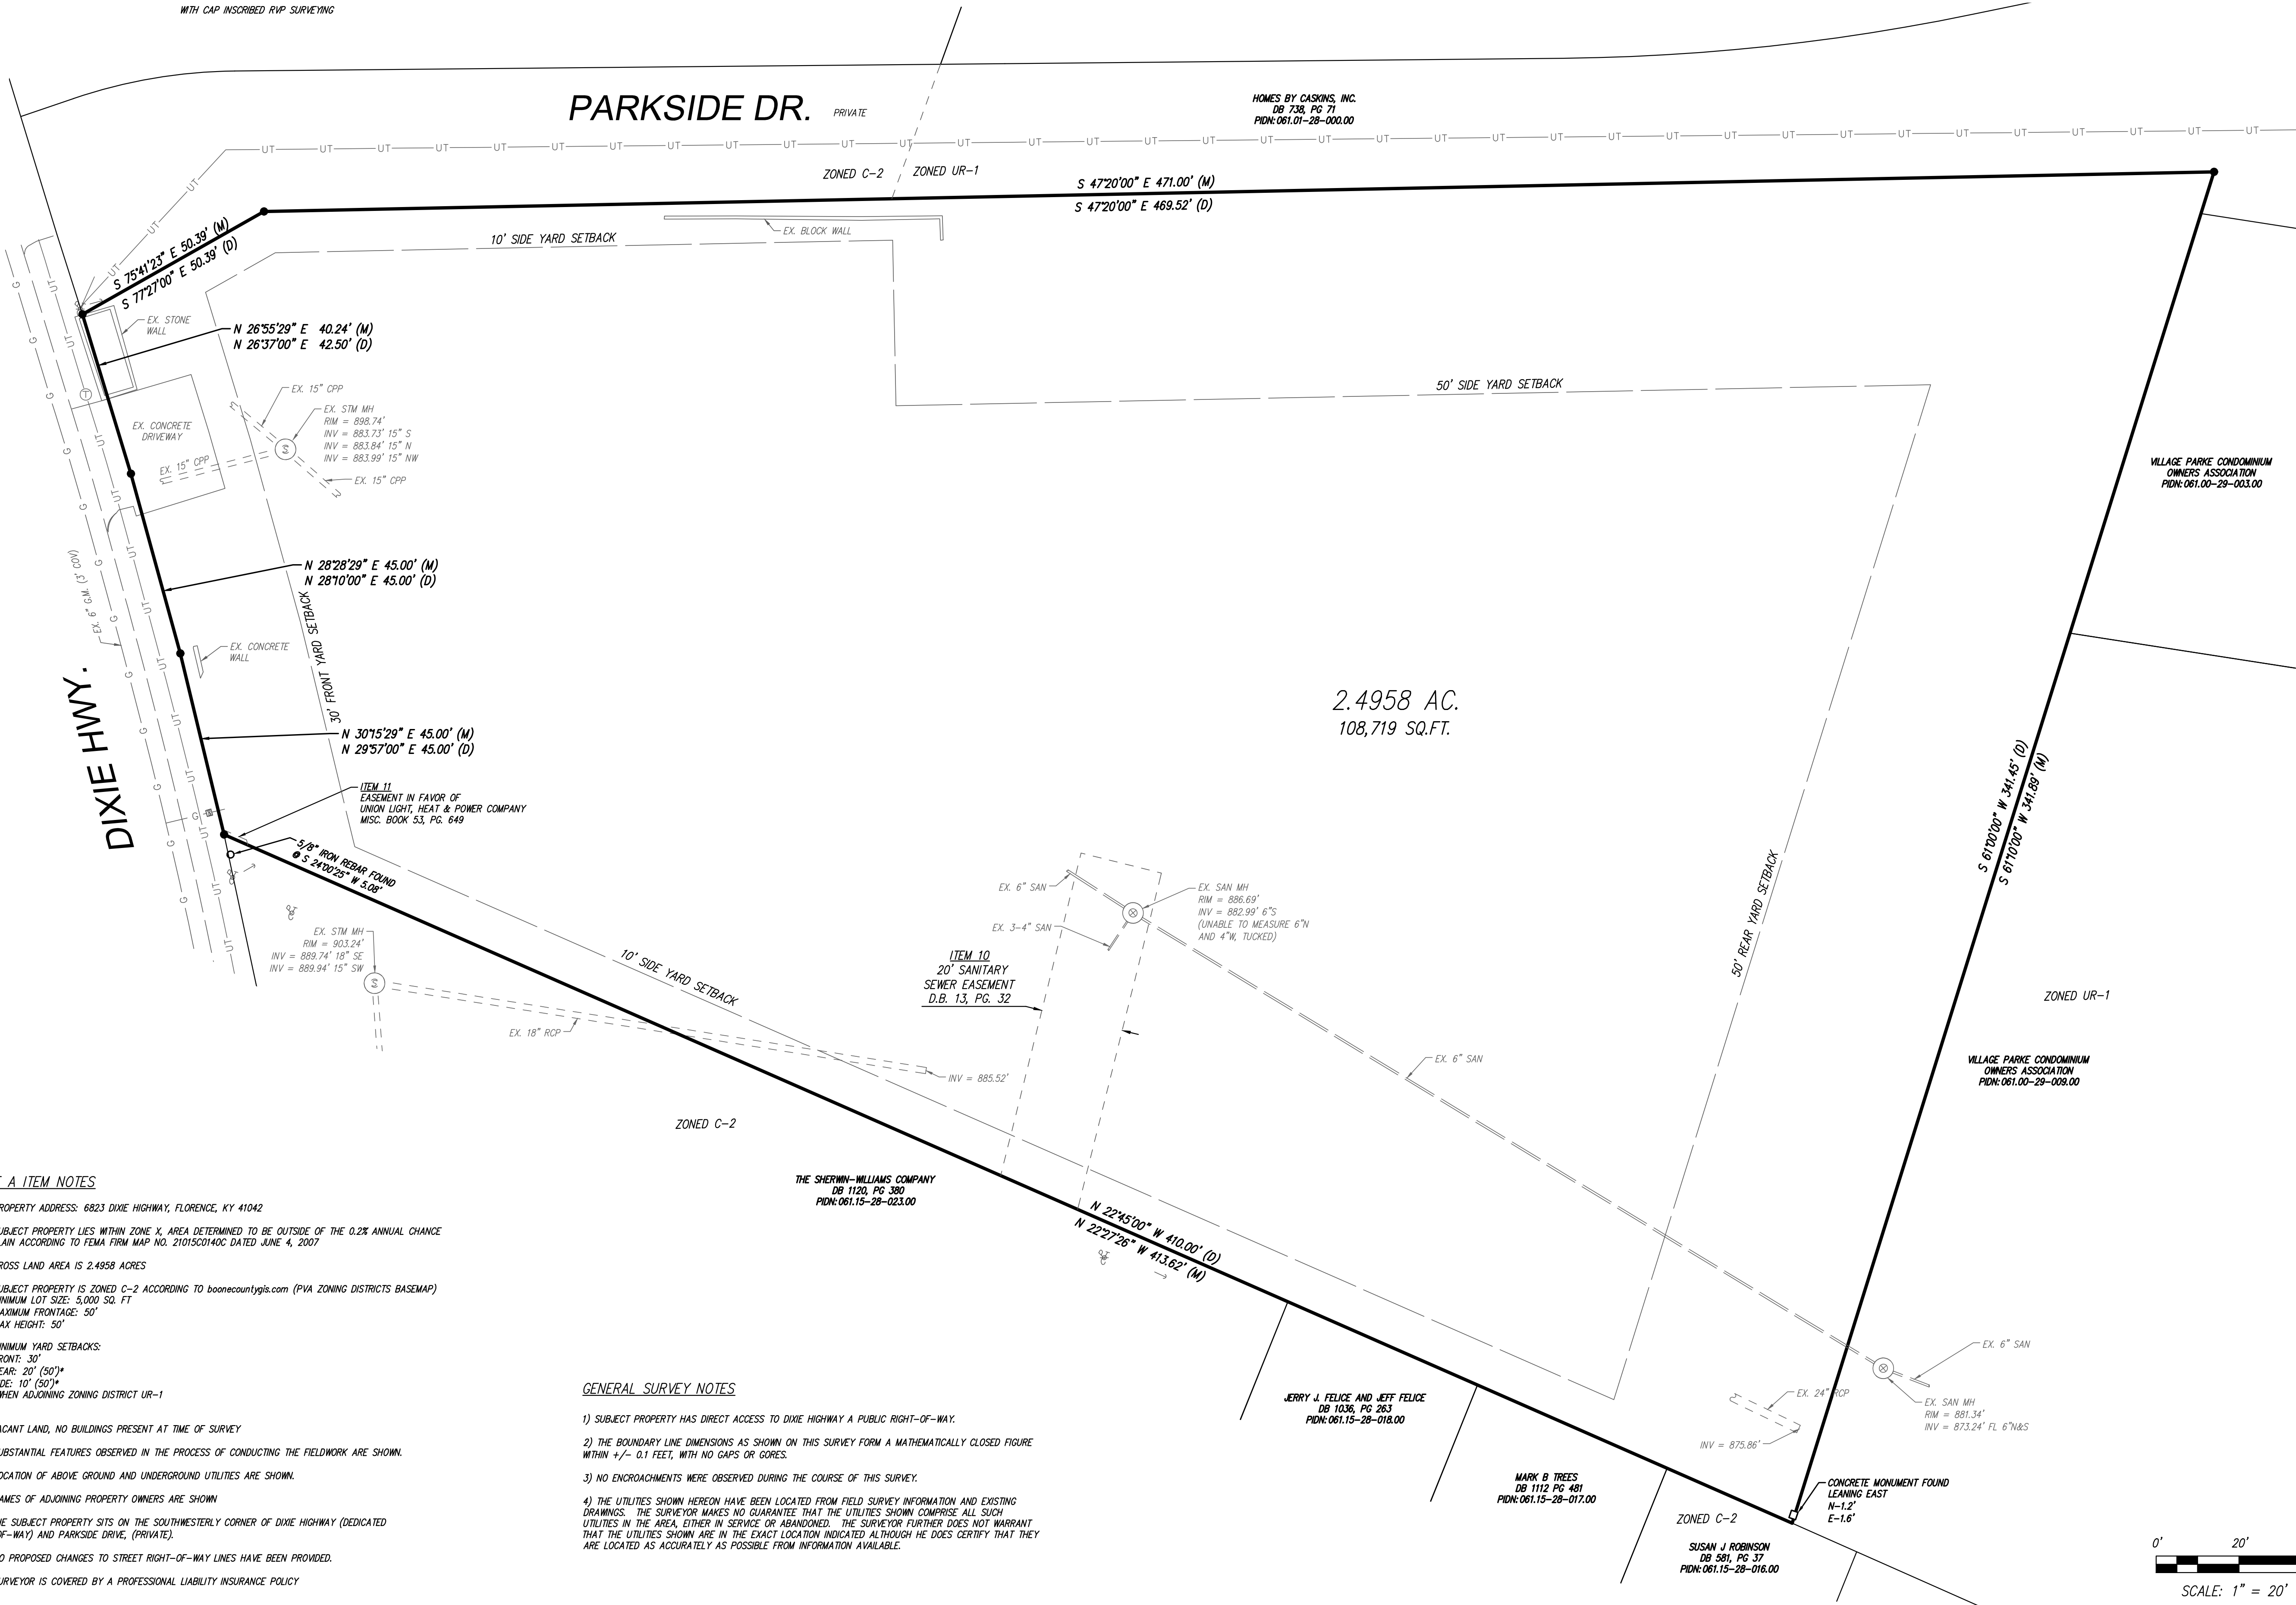 WITH CAP INSCRIBED RVP SURVEYING
PARKSIDE DR. PRIVATE
HOMES BY CASKINS, INC.
DB 738, PG 71
PIDN: 061.01-28-000.00
ZONED C-2
ZONED UR-1
S 47°20'00" E 471.00' (M)
S 47°20'00" E 469.52' (D)
EX. BLOCK WALL
10' SIDE YARD SETBACK
S 75°41'23" E 50.39' (M)
S 77°27'00" E 50.39' (D)
EX. STONE
WALL
N 26°55'29" E 40.24' (M)
N 26°37'00" E 42.50' (D)
EX. 15" CPP
EX. STM MH
RIM = 898.74'
INV = 883.73' 15" S
INV = 883.84' 15" N
INV = 883.99' 15" NW
EX. CONCRETE
DRIVEWAY
EX. 15" CPP
EX. 15" CPP
50' SIDE YARD SETBACK
VILLAGE PARKE CONDOMINIUM
OWNERS ASSOCIATION
PIDN: 061.00-29-003.00
EX. 6" G.M. (3' COV)
N 28°28'29" E 45.00' (M)
N 28°10'00" E 45.00' (D)
30' FRONT YARD SETBACK
EX. CONCRETE
WALL
DIXIE HWY.
N 30°15'29" E 45.00' (M)
N 29°57'00" E 45.00' (D)
2.4958 AC.
108,719 SQ.FT.
S 61°00'00" W 341.45' (D)
S 61°10'00" W 341.89' (M)
ITEM 11
EASEMENT IN FAVOR OF
UNION LIGHT, HEAT & POWER COMPANY
MISC. BOOK 53, PG. 649
5/8" IRON REBAR FOUND
@ S 24°00'25" W 5.08'
EX. STM MH
RIM = 903.24'
INV = 889.74' 18" SE
INV = 889.94' 15" SW
EX. 18" RCP
INV = 885.52'
10' SIDE YARD SETBACK
EX. 6" SAN
EX. 3-4" SAN
EX. SAN MH
RIM = 886.69'
INV = 882.99' 6"S
(UNABLE TO MEASURE 6"N
AND 4"W, TUCKED)
ITEM 10
20' SANITARY
SEWER EASEMENT
D.B. 13, PG. 32
50' REAR YARD SETBACK
ZONED UR-1
EX. 6" SAN
VILLAGE PARKE CONDOMINIUM
OWNERS ASSOCIATION
PIDN: 061.00-29-009.00
ZONED C-2
THE SHERWIN-WILLIAMS COMPANY
DB 1120, PG 380
PIDN: 061.15-28-023.00
N 22°45'00" W 410.00' (D)
N 22°27'26" W 413.62' (M)
A ITEM NOTES
ROPERTY ADDRESS: 6823 DIXIE HIGHWAY, FLORENCE, KY 41042
UBJECT PROPERTY LIES WITHIN ZONE X, AREA DETERMINED TO BE OUTSIDE OF THE 0.2% ANNUAL CHANCE
LAIN ACCORDING TO FEMA FIRM MAP NO. 21015C0140C DATED JUNE 4, 2007
ROSS LAND AREA IS 2.4958 ACRES
UBJECT PROPERTY IS ZONED C-2 ACCORDING TO boonecountygis.com (PVA ZONING DISTRICTS BASEMAP)
INIMUM LOT SIZE: 5,000 SQ. FT
AXIMUM FRONTAGE: 50'
AX HEIGHT: 50'
INIMUM YARD SETBACKS:
RONT: 30'
EAR: 20' (50')*
IDE: 10' (50')*
WHEN ADJOINING ZONING DISTRICT UR-1
ACANT LAND, NO BUILDINGS PRESENT AT TIME OF SURVEY
UBSTANTIAL FEATURES OBSERVED IN THE PROCESS OF CONDUCTING THE FIELDWORK ARE SHOWN.
OCATION OF ABOVE GROUND AND UNDERGROUND UTILITIES ARE SHOWN.
AMES OF ADJOINING PROPERTY OWNERS ARE SHOWN
HE SUBJECT PROPERTY SITS ON THE SOUTHWESTERLY CORNER OF DIXIE HIGHWAY (DEDICATED
OF-WAY) AND PARKSIDE DRIVE, (PRIVATE).
O PROPOSED CHANGES TO STREET RIGHT-OF-WAY LINES HAVE BEEN PROVIDED.
URVEYOR IS COVERED BY A PROFESSIONAL LIABILITY INSURANCE POLICY
GENERAL SURVEY NOTES
1) SUBJECT PROPERTY HAS DIRECT ACCESS TO DIXIE HIGHWAY A PUBLIC RIGHT-OF-WAY.
2) THE BOUNDARY LINE DIMENSIONS AS SHOWN ON THIS SURVEY FORM A MATHEMATICALLY CLOSED FIGURE
WITHIN +/- 0.1 FEET, WITH NO GAPS OR GORES.
3) NO ENCROACHMENTS WERE OBSERVED DURING THE COURSE OF THIS SURVEY.
4) THE UTILITIES SHOWN HEREON HAVE BEEN LOCATED FROM FIELD SURVEY INFORMATION AND EXISTING
DRAWINGS. THE SURVEYOR MAKES NO GUARANTEE THAT THE UTILITIES SHOWN COMPRISE ALL SUCH
UTILITIES IN THE AREA, EITHER IN SERVICE OR ABANDONED. THE SURVEYOR FURTHER DOES NOT WARRANT
THAT THE UTILITIES SHOWN ARE IN THE EXACT LOCATION INDICATED ALTHOUGH HE DOES CERTIFY THAT THEY
ARE LOCATED AS ACCURATELY AS POSSIBLE FROM INFORMATION AVAILABLE.
JERRY J. FELICE AND JEFF FELICE
DB 1036, PG 263
PIDN: 061.15-28-018.00
MARK B TREES
DB 1112 PG 481
PIDN: 061.15-28-017.00
EX. 24" RCP
INV = 875.86'
EX. 6" SAN
EX. SAN MH
RIM = 881.34'
INV = 873.24' FL 6"N&S
CONCRETE MONUMENT FOUND
LEANING EAST
N-1.2'
E-1.6'
ZONED C-2
SUSAN J ROBINSON
DB 581, PG 37
PIDN: 061.15-28-016.00
0' 20'
SCALE: 1" = 20'